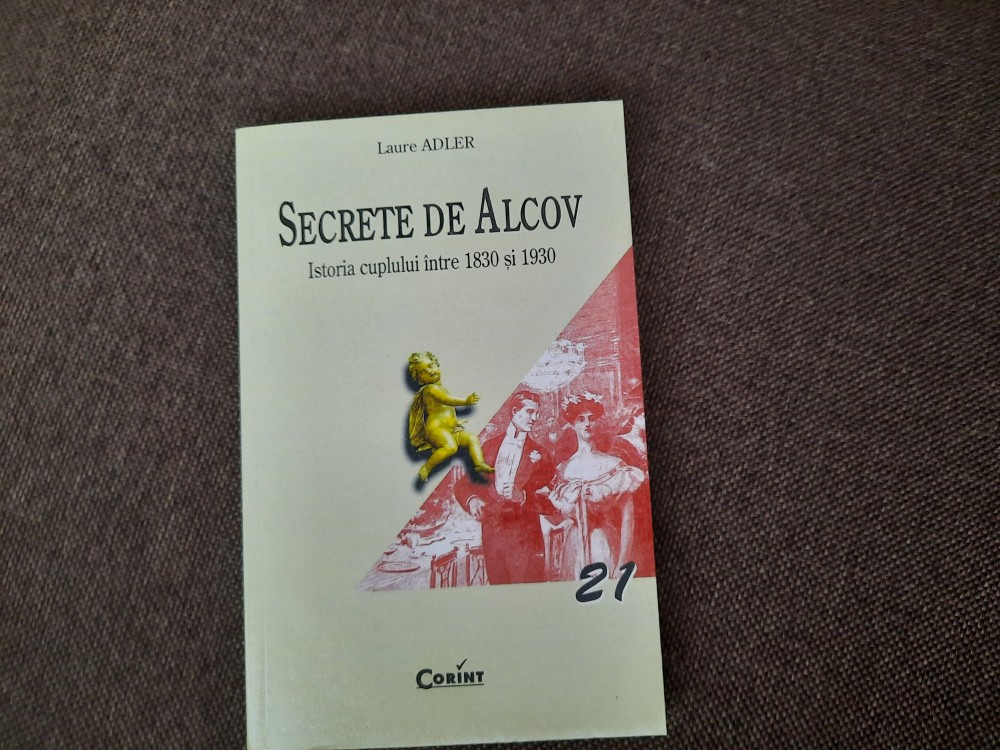 Laure ADLER
SECRETE DE ALCOV
Istoria cuplului între 1830 și 1930
21
CORINT